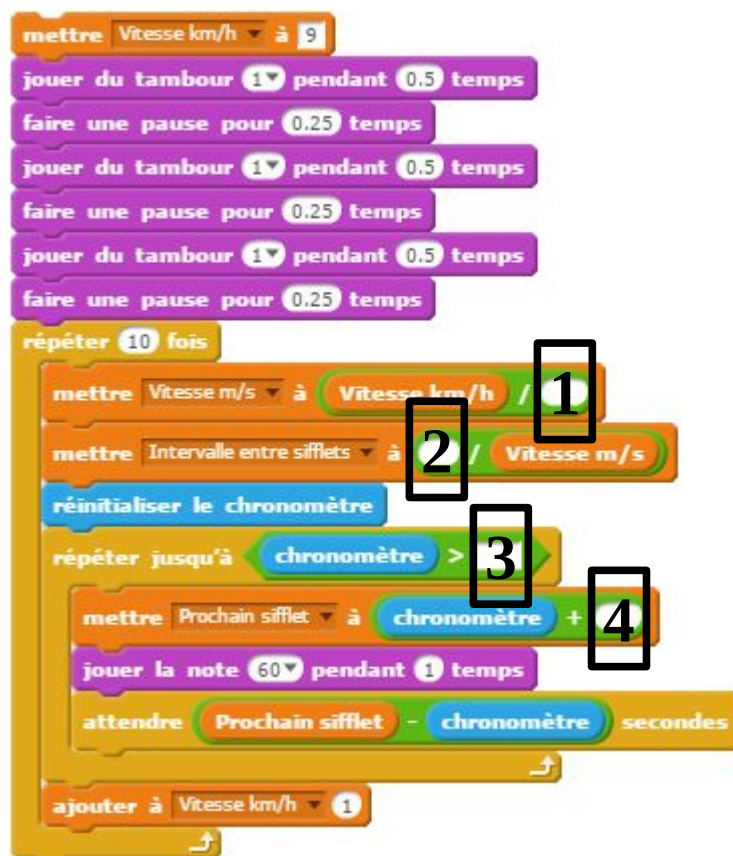 mettre Vitesse km/h à 9
jouer du tambour 1 pendant 0.5 temps
faire une pause pour 0.25 temps
jouer du tambour 1 pendant 0.5 temps
faire une pause pour 0.25 temps
jouer du tambour 1 pendant 0.5 temps
faire une pause pour 0.25 temps
répéter 10 fois
mettre Vitesse m/s à Vitesse km/h / 1
mettre Intervalle entre sifflets à 2 / Vitesse m/s
réinitialiser le chronomètre
répéter jusqu'à chronomètre > 3
mettre Prochain sifflet à chronomètre + 4
jouer la note 60 pendant 1 temps
attendre Prochain sifflet - chronomètre secondes
ajouter à Vitesse km/h 1